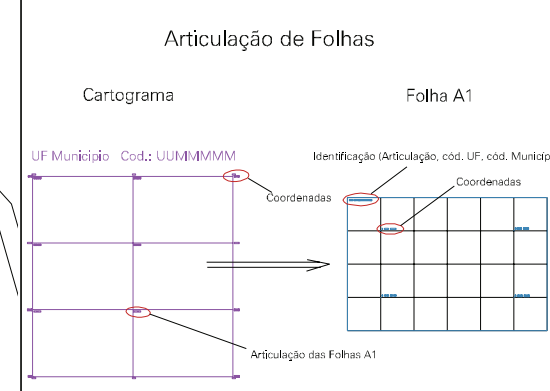 Articulação de Folhas
Cartograma
Folha A1
UF Municipio Cod.: UUMMMMM
Identificação (Articulação, cód. UF, cód. Municíp
Coordenadas
Coordenadas
Articulação das Folhas A1